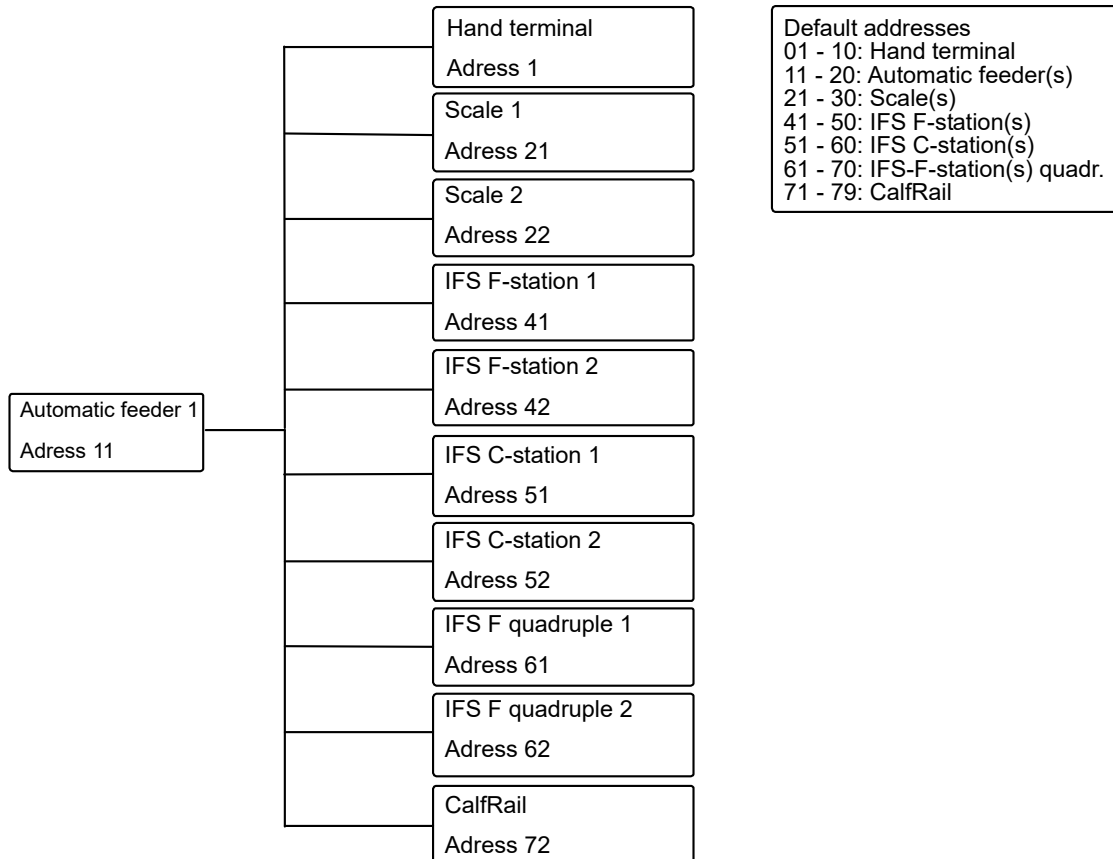 Hand terminal
Adress 1
Scale 1
Adress 21
Scale 2
Adress 22
IFS F-station 1
Adress 41
IFS F-station 2
Adress 42
Automatic feeder 1
Adress 11
IFS C-station 1
Adress 51
IFS C-station 2
Adress 52
IFS F quadruple 1
Adress 61
IFS F quadruple 2
Adress 62
CalfRail
Adress 72
Default addresses
01 - 10: Hand terminal
11 - 20: Automatic feeder(s)
21 - 30: Scale(s)
41 - 50: IFS F-station(s)
51 - 60: IFS C-station(s)
61 - 70: IFS-F-station(s) quadr.
71 - 79: CalfRail